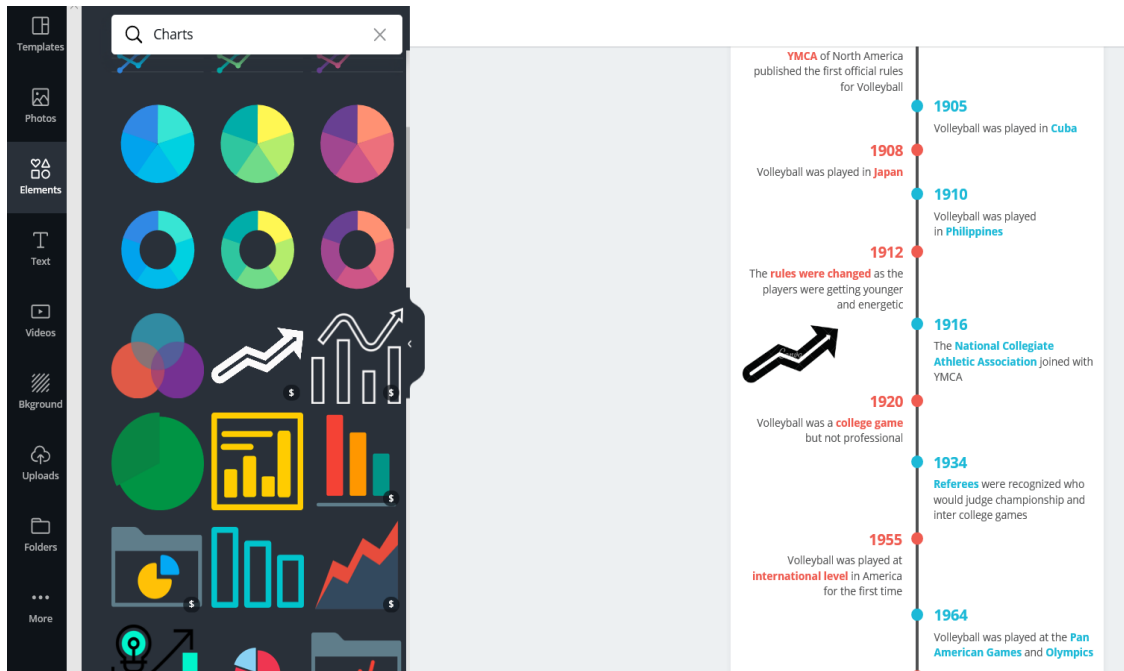 Templates
Photos
Elements
Text
Videos
Bkground
Uploads
Folders
More
Charts
$
$
$
$
$
YMCA of North America
published the first official rules
for Volleyball
1905
Volleyball was played in Cuba
1908
Volleyball was played in Japan
1910
Volleyball was played
in Philippines
1912
The rules were changed as the
players were getting younger
and energetic
1916
The National Collegiate
Athletic Association joined with
YMCA
1920
Volleyball was a college game
but not professional
1934
Referees were recognized who
would judge championship and
inter college games
1955
Volleyball was played at
international level in America
for the first time
1964
Volleyball was played at the Pan
American Games and Olympics